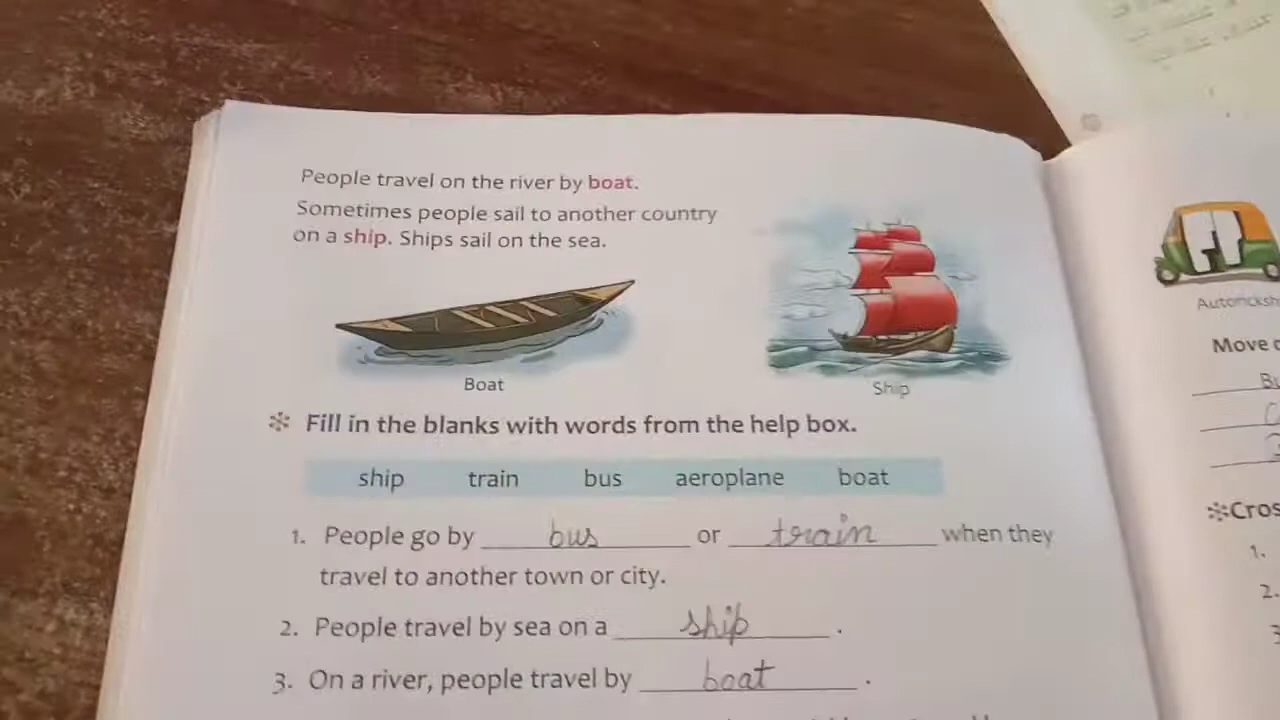 People travel on the river by boat.
Sometimes people sail to another country
on a ship. Ships sail on the sea.
Boat
Ship
Fill in the blanks with words from the help box.
ship train bus aeroplane boat
1. People go by bus or train when they
travel to another town or city.
2. People travel by sea on a ship.
3. On a river, people travel by boat.
Move
1.
2.